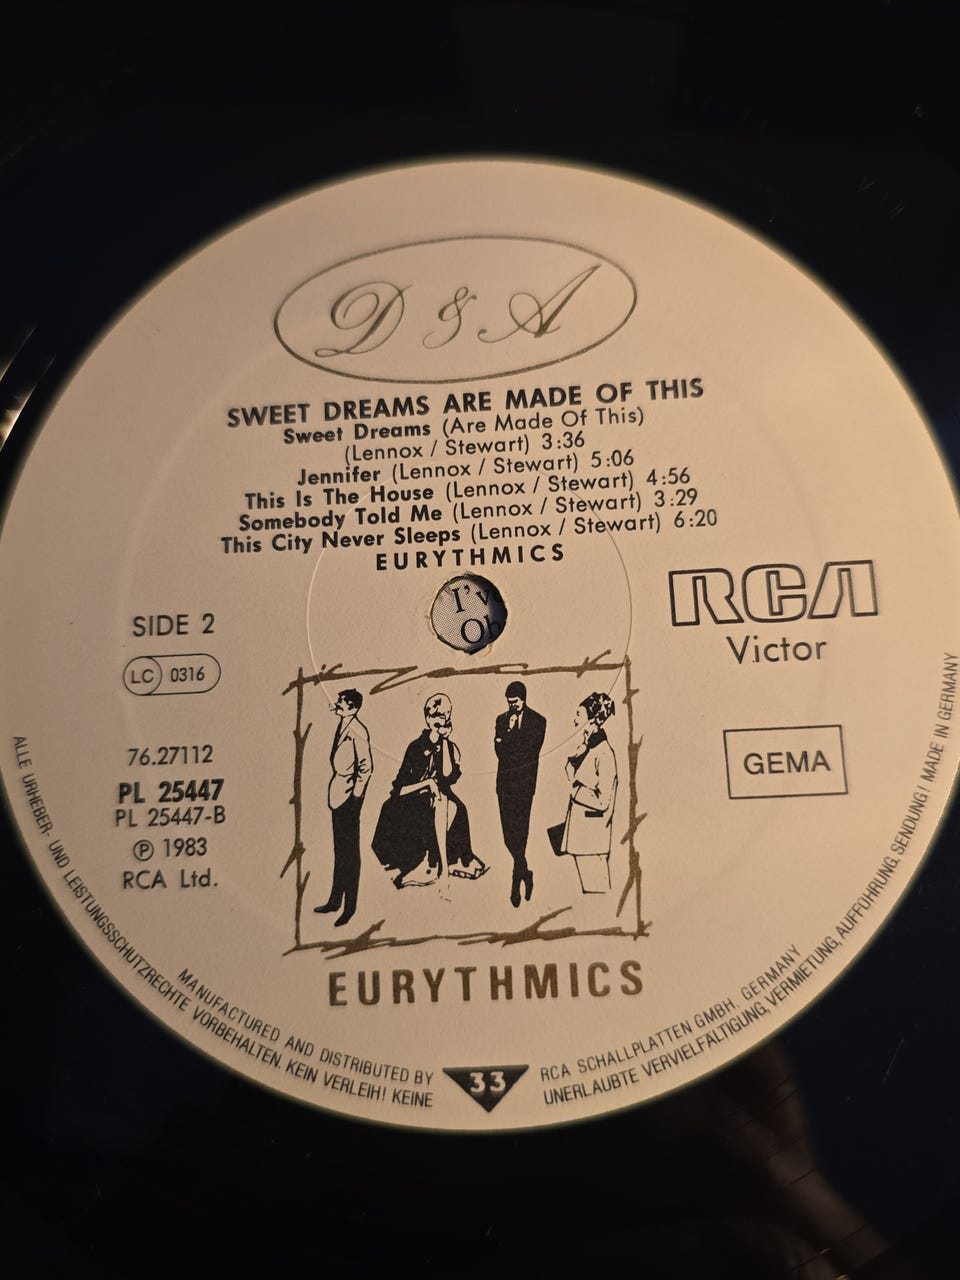 D & A
SWEET DREAMS ARE MADE OF THIS
Sweet Dreams (Are Made Of This)
(Lennox / Stewart) 3:36
Jennifer (Lennox / Stewart) 5:06
This Is The House (Lennox / Stewart) 4:56
Somebody Told Me (Lennox / Stewart) 3:29
This City Never Sleeps (Lennox / Stewart) 6:20
EURYTHMICS
I'v
Oh
SIDE 2
LC 0316
76.27112
PL 25447
PL 25447-B
℗ 1983
RCA Ltd.
RCA
Victor
GEMA
EURYTHMICS
MANUFACTURED AND DISTRIBUTED BY RCA SCHALLPLATTEN GMBH, GERMANY
33
ALLE URHEBER- UND LEISTUNGSSCHUTZRECHTE VORBEHALTEN. KEIN VERLEIH! KEINE UNERLAUBTE VERVIELFÄLTIGUNG, VERMIETUNG, AUFFÜHRUNG, SENDUNG! MADE IN GERMANY